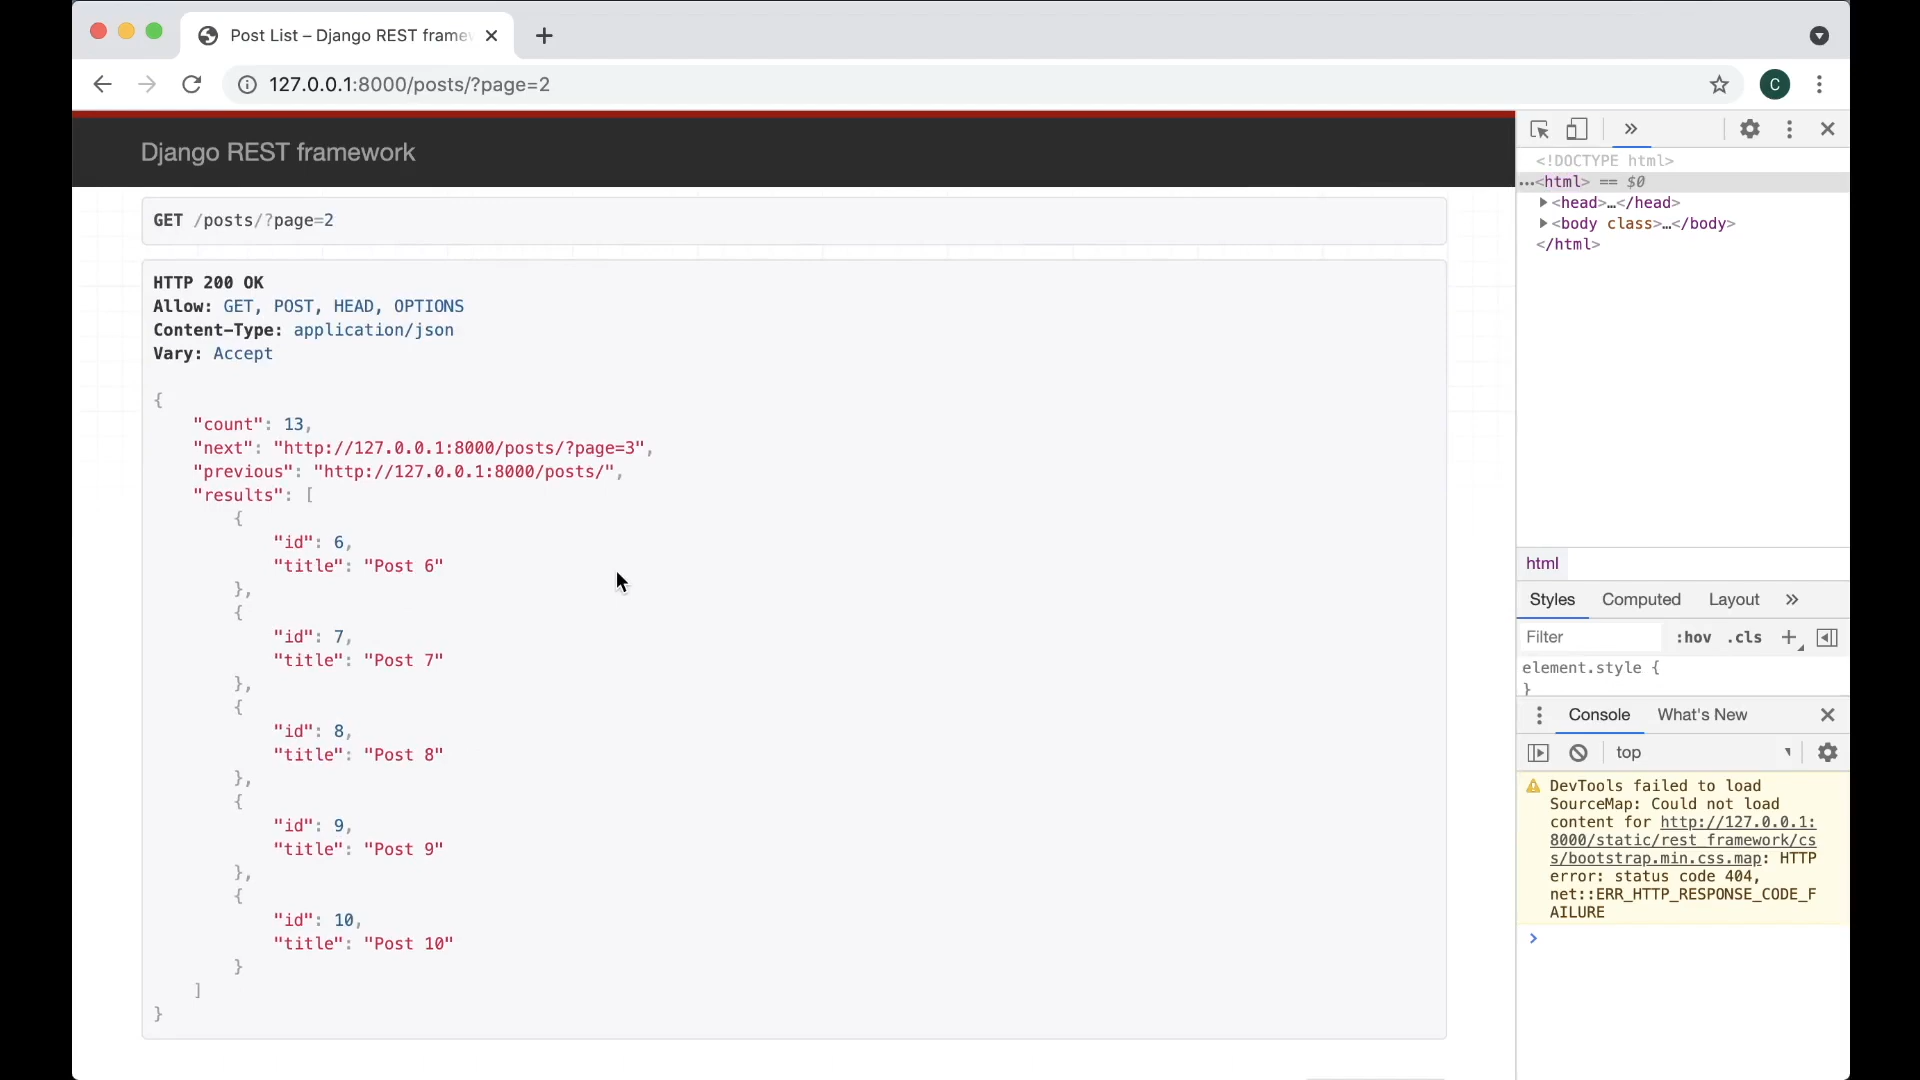 Post List – Django REST frame
127.0.0.1:8000/posts/?page=2
C
Django REST framework
GET /posts/?page=2
HTTP 200 OK
Allow: GET, POST, HEAD, OPTIONS
Content-Type: application/json
Vary: Accept
{
"count": 13,
"next": "http://127.0.0.1:8000/posts/?page=3",
"previous": "http://127.0.0.1:8000/posts/",
"results": [
{
"id": 6,
"title": "Post 6"
},
{
"id": 7,
"title": "Post 7"
},
{
"id": 8,
"title": "Post 8"
},
{
"id": 9,
"title": "Post 9"
},
{
"id": 10,
"title": "Post 10"
}
]
}
<!DOCTYPE html>
…<html> == $0
<head>…</head>
<body class>…</body>
</html>
html
Styles Computed Layout »
Filter :hov .cls +
element.style {
}
Console What's New
top
DevTools failed to load
SourceMap: Could not load
content for http://127.0.0.1:
8000/static/rest_framework/cs
s/bootstrap.min.css.map: HTTP
error: status code 404,
net::ERR_HTTP_RESPONSE_CODE_F
AILURE
>